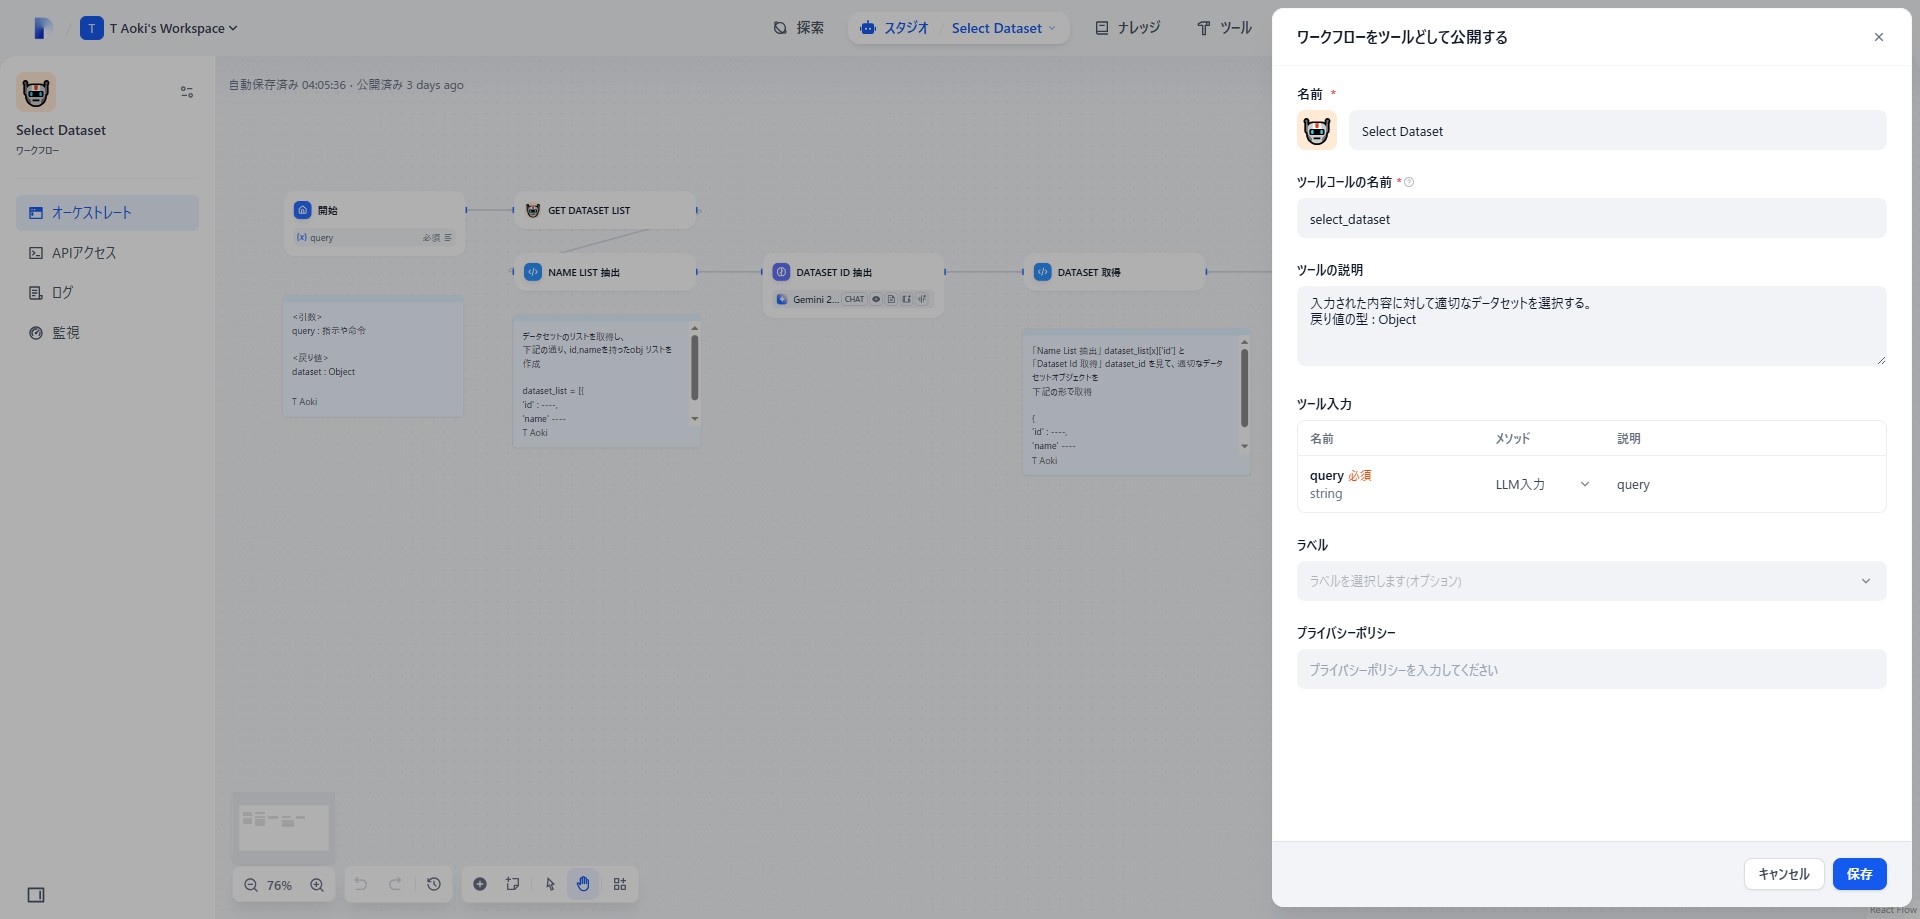 T
T Aoki's Workspace
探索
スタジオ
Select Dataset
ナレッジ
ツール
Select Dataset
ワークフロー
オーケストレート
APIアクセス
ログ
監視
自動保存済み 04:05:36 · 公開済み 3 days ago
開始
{x} query
必須
GET DATASET LIST
NAME LIST 抽出
DATASET ID 抽出
Gemini 2...
CHAT
DATASET 取得
<引数>
query : 指示や命令
<戻り値>
dataset : Object
T Aoki
データセットのリストを取得し、
下記の通り、id,nameを持ったobj リストを
作成
dataset_list = [{
'id' : ----,
'name' ----
T Aoki
「Name List 抽出」 dataset_list[x]['id'] と
「Dataset Id 取得」 dataset_id を見て、適切なデータ
セットオブジェクトを
下記の形で取得
{
'id' : ----,
'name' ----
T Aoki
76%
ワークフローをツールどして公開する
名前 *
Select Dataset
ツールコールの名前 *
select_dataset
ツールの説明
入力された内容に対して適切なデータセットを選択する。
戻り値の型 : Object
ツール入力
名前 メソッド 説明
query 必須
string
LLM入力
query
ラベル
ラベルを選択します(オプション)
プライバシーポリシー
プライバシーポリシーを入力してください
キャンセル
保存
React Flow